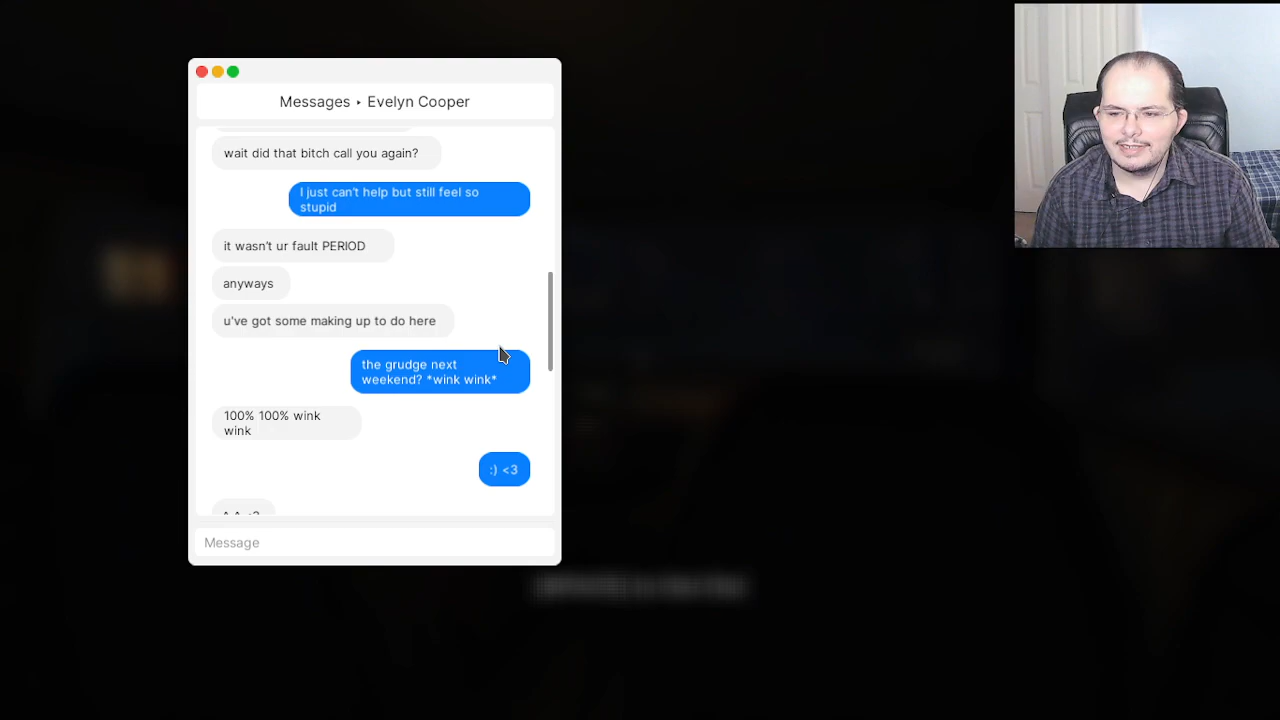 Messages ▸ Evelyn Cooper
wait did that bitch call you again?
I just can't help but still feel so
stupid
it wasn't ur fault PERIOD
anyways
u've got some making up to do here
the grudge next
weekend? *wink wink*
100% 100% wink
wink
:) <3
Message